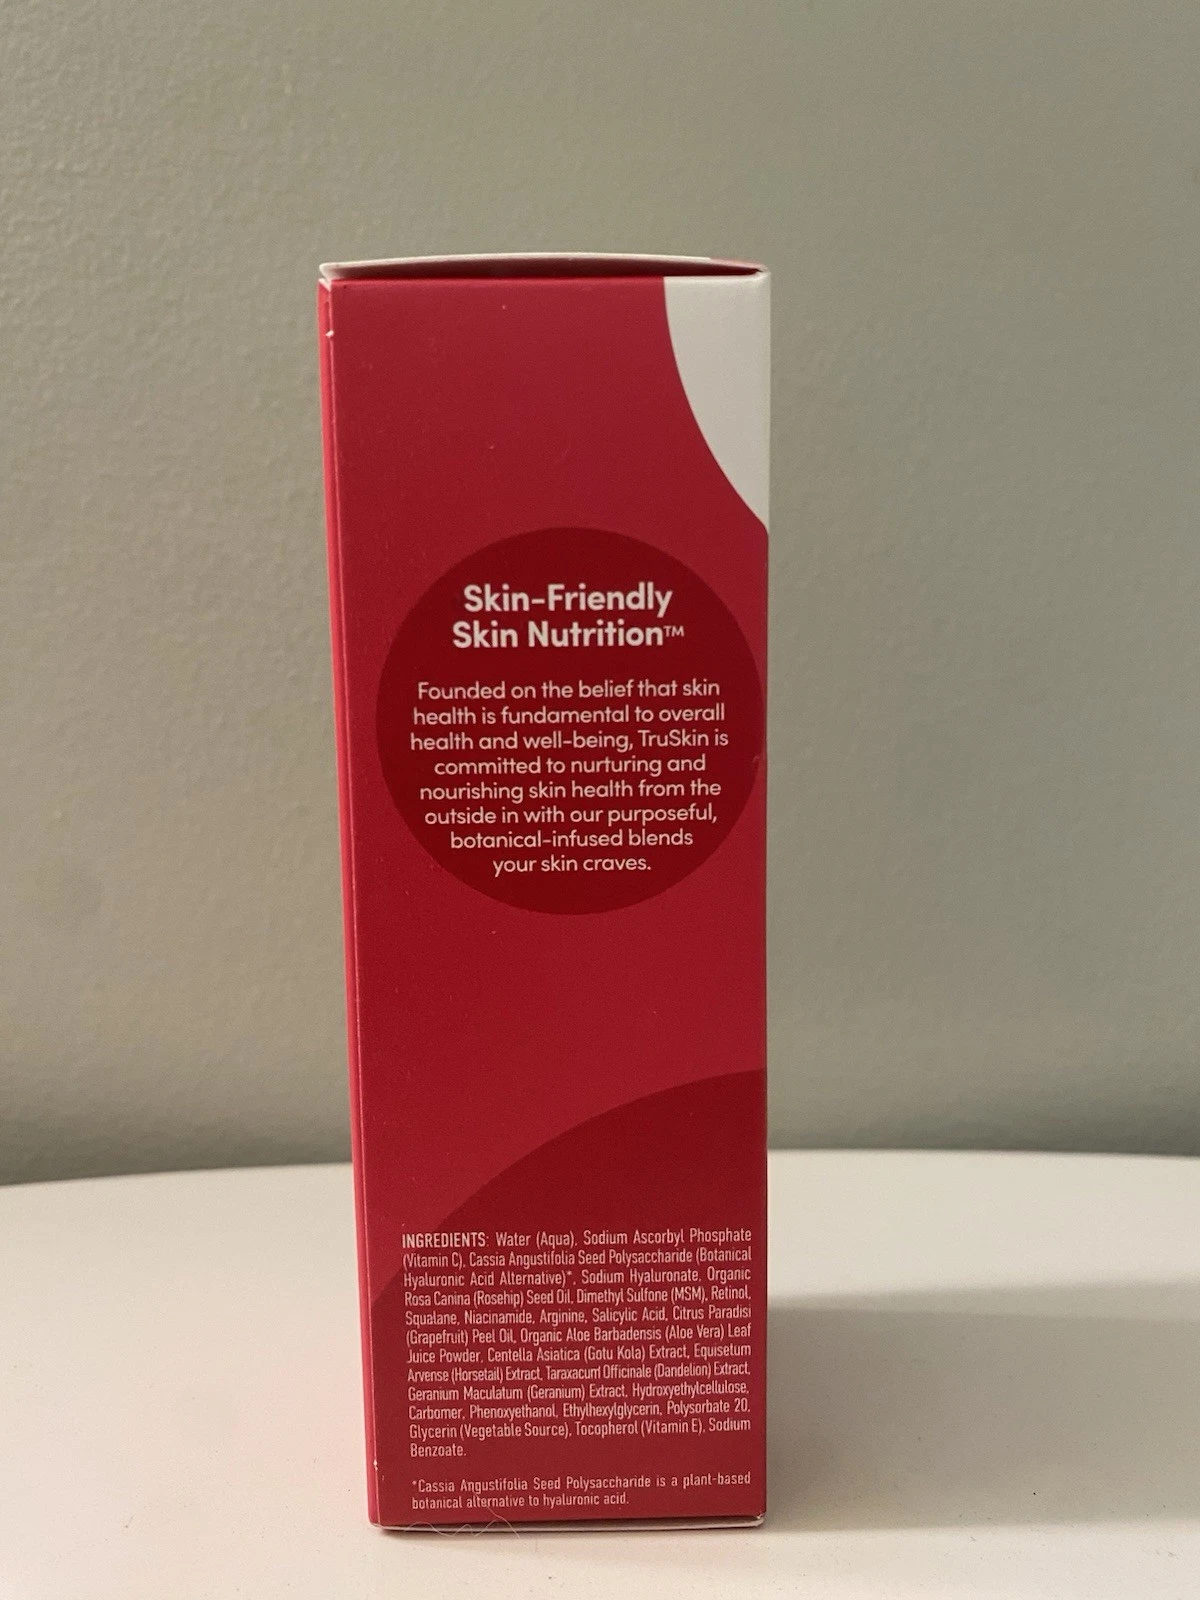 Skin-Friendly
Skin Nutrition™
Founded on the belief that skin
health is fundamental to overall
health and well-being, TruSkin is
committed to nurturing and
nourishing skin health from the
outside in with our purposeful,
botanical-infused blends
your skin craves.
INGREDIENTS: Water (Aqua), Sodium Ascorbyl Phosphate
(Vitamin C), Cassia Angustifolia Seed Polysaccharide (Botanical
Hyaluronic Acid Alternative)*, Sodium Hyaluronate, Organic
Rosa Canina (Rosehip) Seed Oil, Dimethyl Sulfone (MSM), Retinol,
Squalane, Niacinamide, Arginine, Salicylic Acid, Citrus Paradisi
(Grapefruit) Peel Oil, Organic Aloe Barbadensis (Aloe Vera) Leaf
Juice Powder, Centella Asiatica (Gotu Kola) Extract, Equisetum
Arvense (Horsetail) Extract, Taraxacum Officinale (Dandelion) Extract,
Geranium Maculatum (Geranium) Extract, Hydroxyethylcellulose,
Carbomer, Phenoxyethanol, Ethylhexylglycerin, Polysorbate 20,
Glycerin (Vegetable Source), Tocopherol (Vitamin E), Sodium
Benzoate.
*Cassia Angustifolia Seed Polysaccharide is a plant-based
botanical alternative to hyaluronic acid.